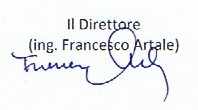 Il Direttore
(ing. Francesco Artale)